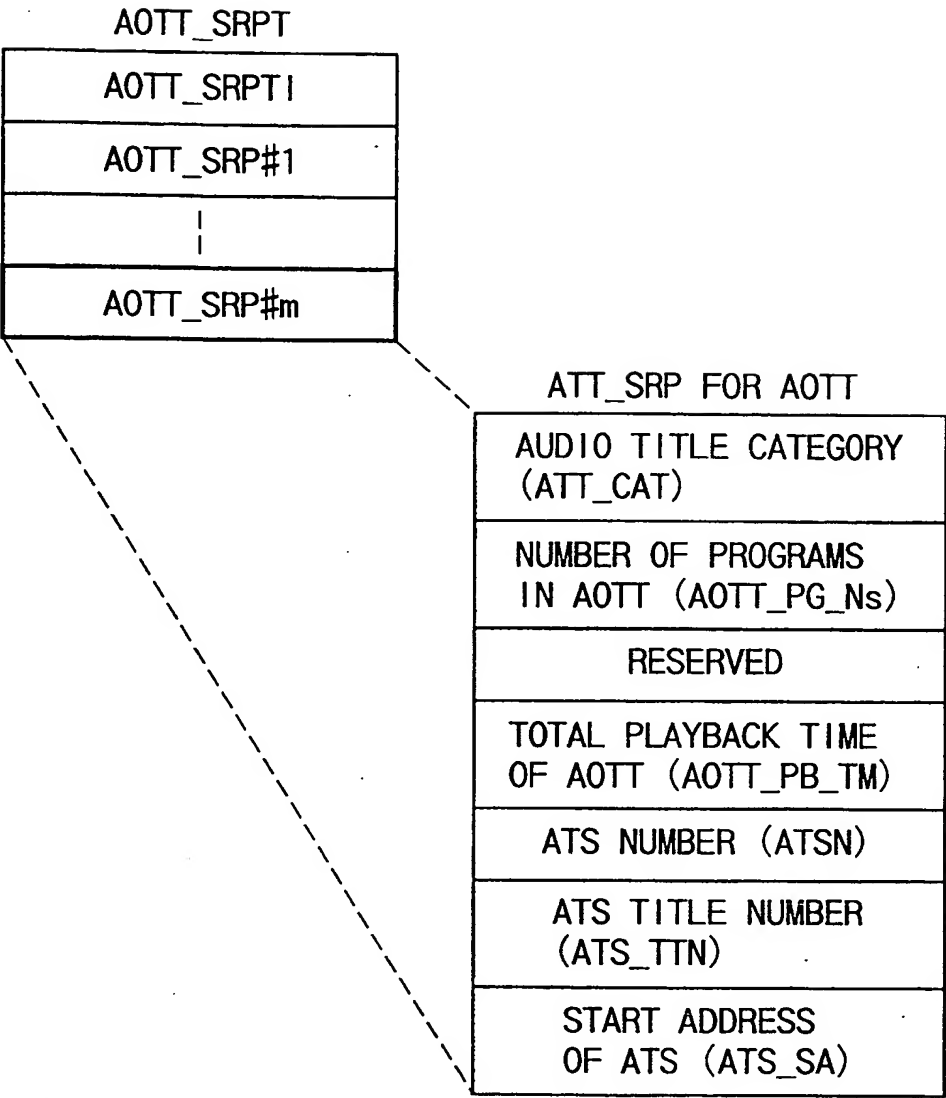 AOTT_SRPT
AOTT_SRPTI
AOTT_SRP#1
AOTT_SRP#m
ATT_SRP FOR AOTT
AUDIO TITLE CATEGORY
(ATT_CAT)
NUMBER OF PROGRAMS
IN AOTT (AOTT_PG_Ns)
RESERVED
TOTAL PLAYBACK TIME
OF AOTT (AOTT_PB_TM)
ATS NUMBER (ATSN)
ATS TITLE NUMBER
(ATS_TTN)
START ADDRESS
OF ATS (ATS_SA)